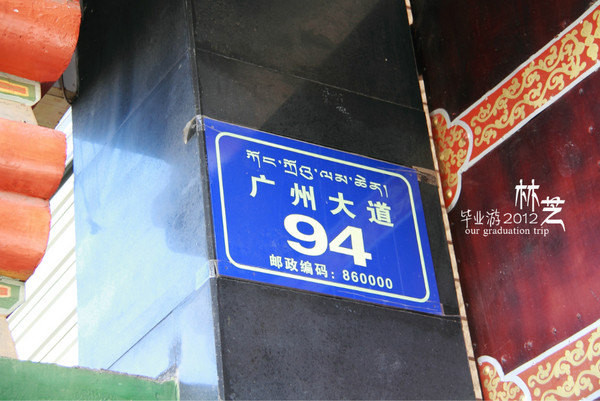 广州大道
94
邮政编码：860000
林芝
毕业游2012
our graduation trip